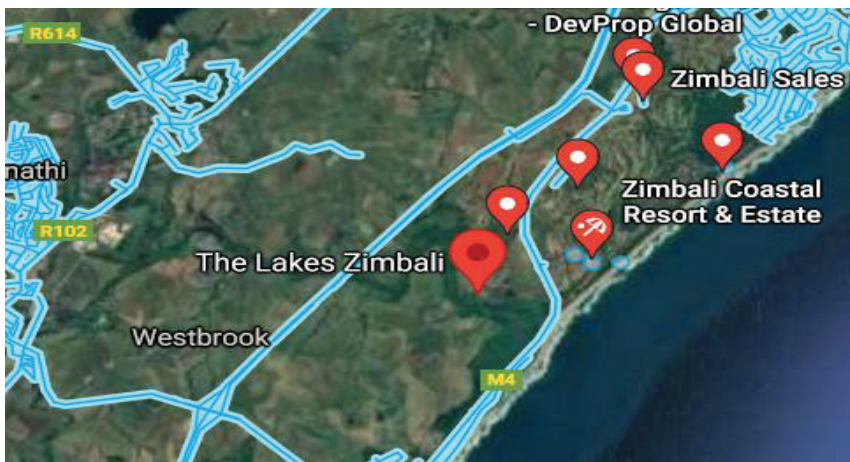 R614
- DevProp Global
Zimbali Sales
nathi
Zimbali Coastal
Resort & Estate
R102
The Lakes Zimbali
Westbrook
M4